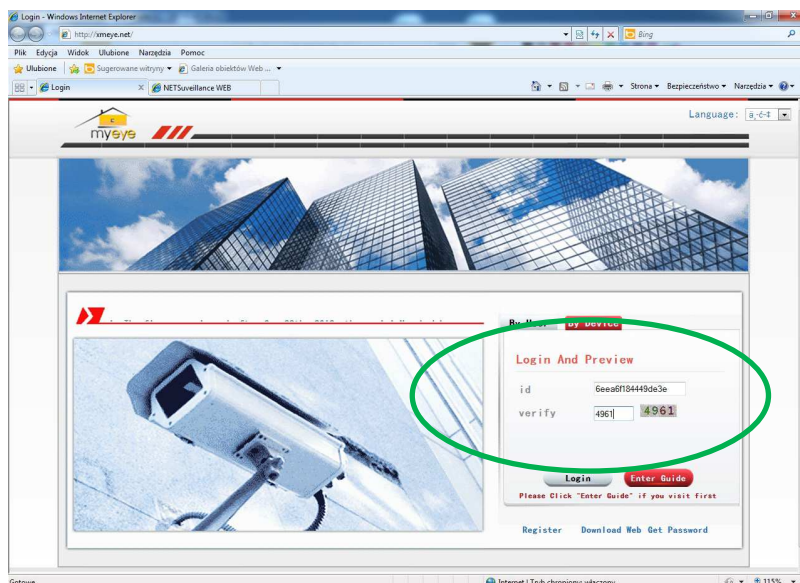 Login - Windows Internet Explorer
http://xmeye.net/
Bing
Plik Edycja Widok Ulubione Narzędzia Pomoc
Ulubione Sugerowane witryny Galeria obiektów Web ...
Login X NETSuveillance WEB
Strona Bezpieczeństwo Narzędzia
Language:
myeye
By User By Device
Login And Preview
id 6eea6f184449de3e
verify 4961 4961
Login Enter Guide
Please Click "Enter Guide" if you visit first
Register Download Web Get Password
Gotowe Internet | Tryb chroniony: włączony 115%